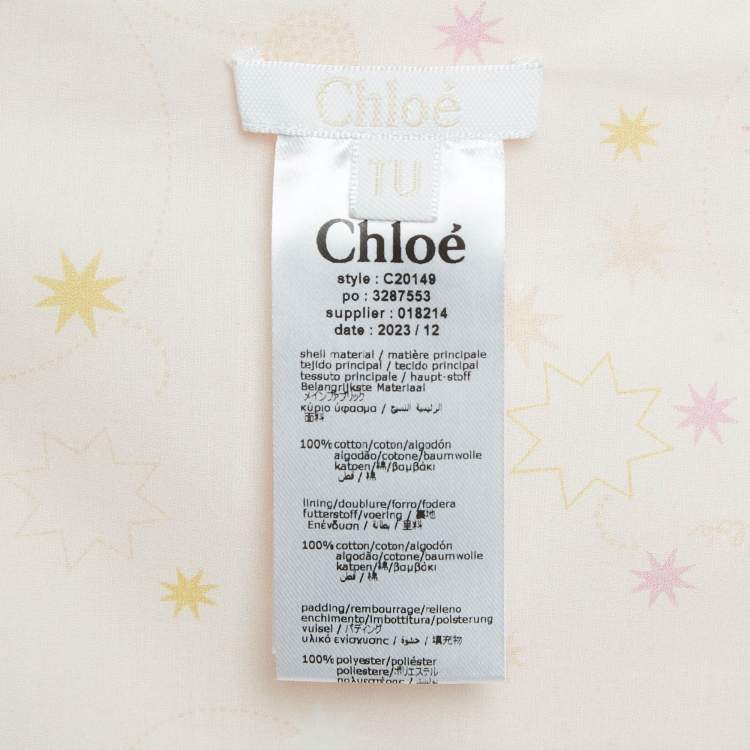 Chloé
TU
Chloé
style : C20149
po : 3287553
supplier : 018214
date : 2023 / 12
shell material / matière principale
tejido principal / tecido principal
tessuto principale / haupt-stoff
Belangrijkste Materiaal
メインファブリック
κύριο ύφασμα / الرئيسية النسيج /
面料
100% cotton/coton/algodón
algodão/cotone/baumwolle
katoen/綿/βαμβάκι
قطن / 棉
lining/doublure/forro/fodera
futterstoff/voering / 裏地
Επένδυση / بطانة / 里料
100% cotton/coton/algodón
algodão/cotone/baumwolle
katoen/綿/βαμβάκι
قطن / 棉
padding/rembourrage/relleno
enchimento/imbottitura/polsterung
vulsel / パディング
υλικό ενίσχυσης / حشوة / 填充物
100% polyester/poliéster
poliestere/ポリエステル